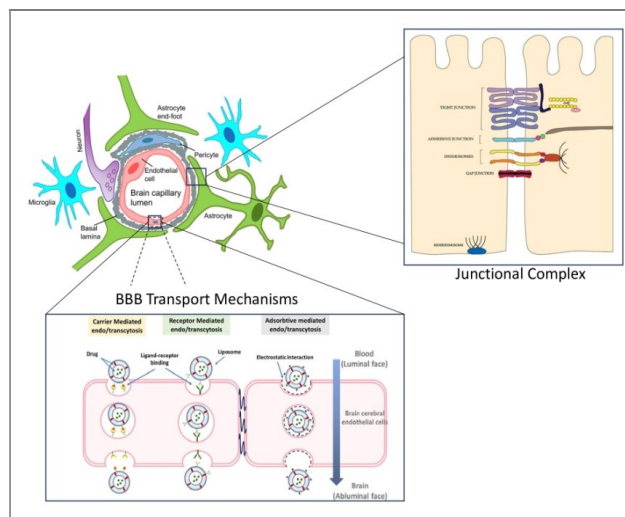 Astrocyte
end-foot
Neuron
Pericyte
Endothelial
cell
Brain capillary
lumen
Microglia
Astrocyte
Basal
lamina
TIGHT JUNCTION
ADHERENS JUNCTION
DESMOSOMES
GAP JUNCTION
HEMIDESMOSOME
Junctional Complex
BBB Transport Mechanisms
Carrier Mediated
endo/transcytosis
Receptor Mediated
endo/transcytosis
Adsorbtive mediated
endo/transcytosis
Drug
Ligand-receptor
binding
Liposome
Electrostatic interaction
Blood
(Luminal face)
Brain cerebral
endothelial cells
Brain
(Abluminal face)